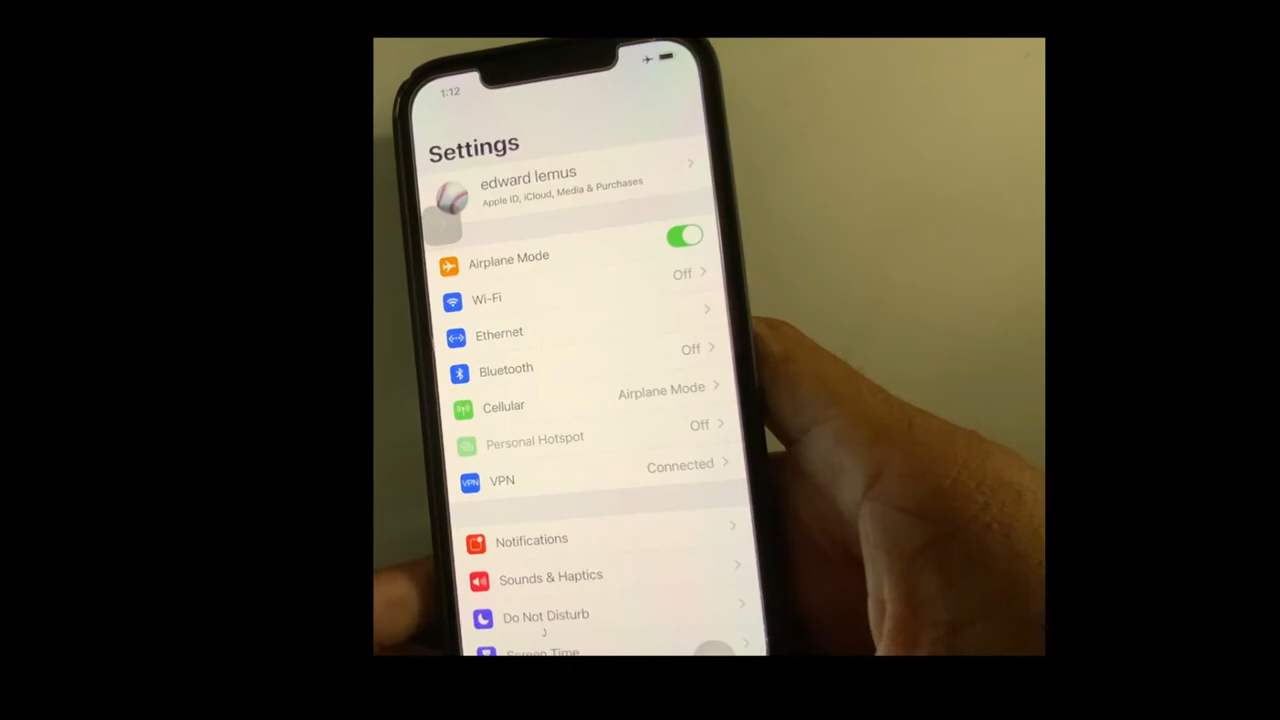 1:12
Settings
edward lemus
Apple ID, iCloud, Media & Purchases
Airplane Mode
Wi-Fi Off
Ethernet
Bluetooth Off
Cellular Airplane Mode
Personal Hotspot Off
VPN VPN Connected
Notifications
Sounds & Haptics
Do Not Disturb
Screen Time